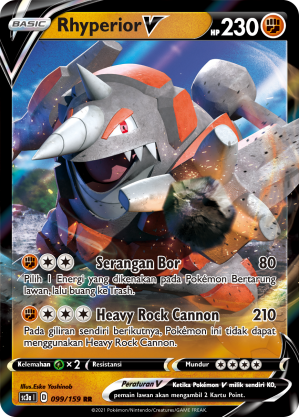 BASIC Rhyperior V HP 230
Serangan Bor 80
Pilih 1 Energi yang dikenakan pada Pokémon Bertarung
lawan, lalu buang ke Trash.
Heavy Rock Cannon 210
Pada giliran sendiri berikutnya, Pokémon ini tidak dapat
menggunakan Heavy Rock Cannon.
Kelemahan ×2 Resistansi Mundur
Illus. Eske Yoshinob
sc3a I D 099/159 RR
Peraturan V Ketika Pokémon V milik sendiri KO,
pemain lawan akan mengambil 2 Kartu Point.
©2021 Pokémon/Nintendo/Creatures/GAME FREAK.